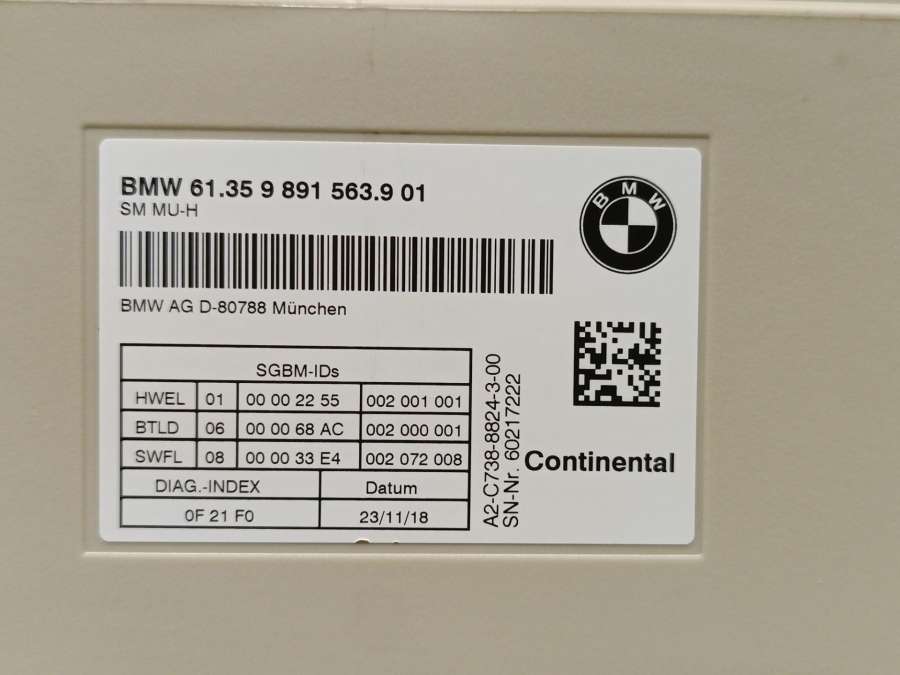 BMW 61.35 9 891 563.9 01
SM MU-H
BMW
BMW AG D-80788 München
SGBM-IDs
HWEL 01 00 00 22 55 002 001 001
BTLD 06 00 00 68 AC 002 000 001
SWFL 08 00 00 33 E4 002 072 008
DIAG.-INDEX Datum
0F 21 F0 23/11/18
A2-C738-8824-3-00
SN-Nr. 60217222
Continental